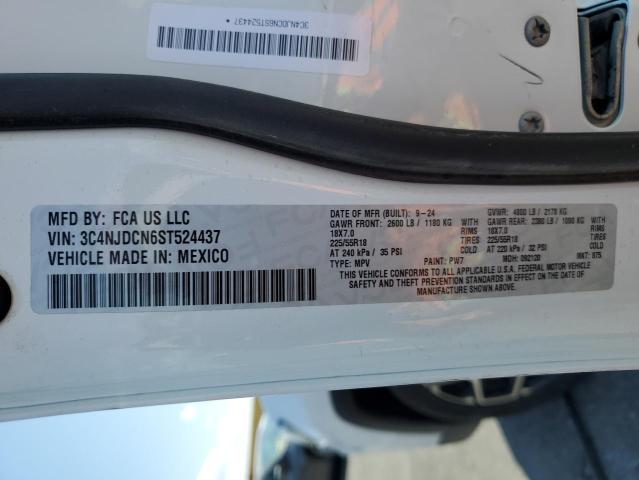 3C4NJDCN6ST524437 *
MFD BY: FCA US LLC
VIN: 3C4NJDCN6ST524437
VEHICLE MADE IN: MEXICO
DATE OF MFR (BUILT): 9-24 GVWR: 4800 LB / 2178 KG
GAWR FRONT: 2600 LB / 1180 KG GAWR REAR: 2380 LB / 1080 KG
18X7.0 RIMS 18X7.0 RIMS
225/55R18 TIRES 225/55R18 TIRES
AT 240 kPa / 35 PSI COLD AT 220 kPa / 32 PSI COLD
TYPE: MPV PAINT: PW7 MDH: 092120 MKT: 875
THIS VEHICLE CONFORMS TO ALL APPLICABLE U.S.A. FEDERAL MOTOR VEHICLE
SAFETY AND THEFT PREVENTION STANDARDS IN EFFECT ON THE DATE OF
MANUFACTURE SHOWN ABOVE.